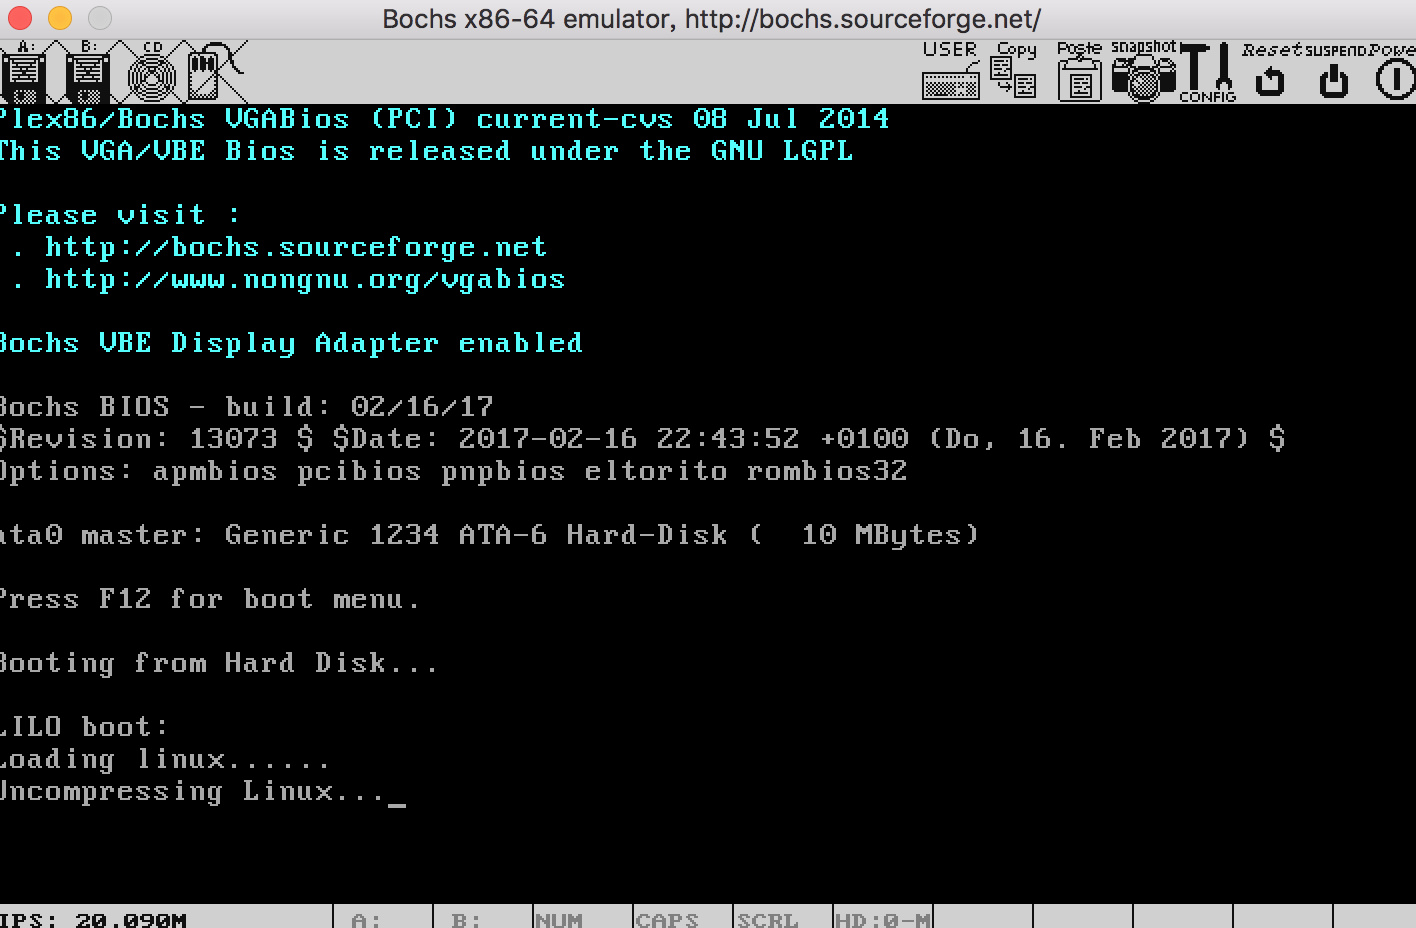 Bochs x86-64 emulator, http://bochs.sourceforge.net/
A: B: CD USER Copy Paste snapshot CONFIG Reset SUSPEND Powe
Plex86/Bochs VGABios (PCI) current-cvs 08 Jul 2014
This VGA/VBE Bios is released under the GNU LGPL
Please visit :
. http://bochs.sourceforge.net
. http://www.nongnu.org/vgabios
Bochs VBE Display Adapter enabled
Bochs BIOS - build: 02/16/17
$Revision: 13073 $ $Date: 2017-02-16 22:43:52 +0100 (Do, 16. Feb 2017) $
Options: apmbios pcibios pnpbios eltorito rombios32
ata0 master: Generic 1234 ATA-6 Hard-Disk (  10 MBytes)
Press F12 for boot menu.
Booting from Hard Disk...
LILO boot:
Loading linux......
Uncompressing Linux..._
IPS: 20.090M A: B: NUM CAPS SCRL HD:0-M